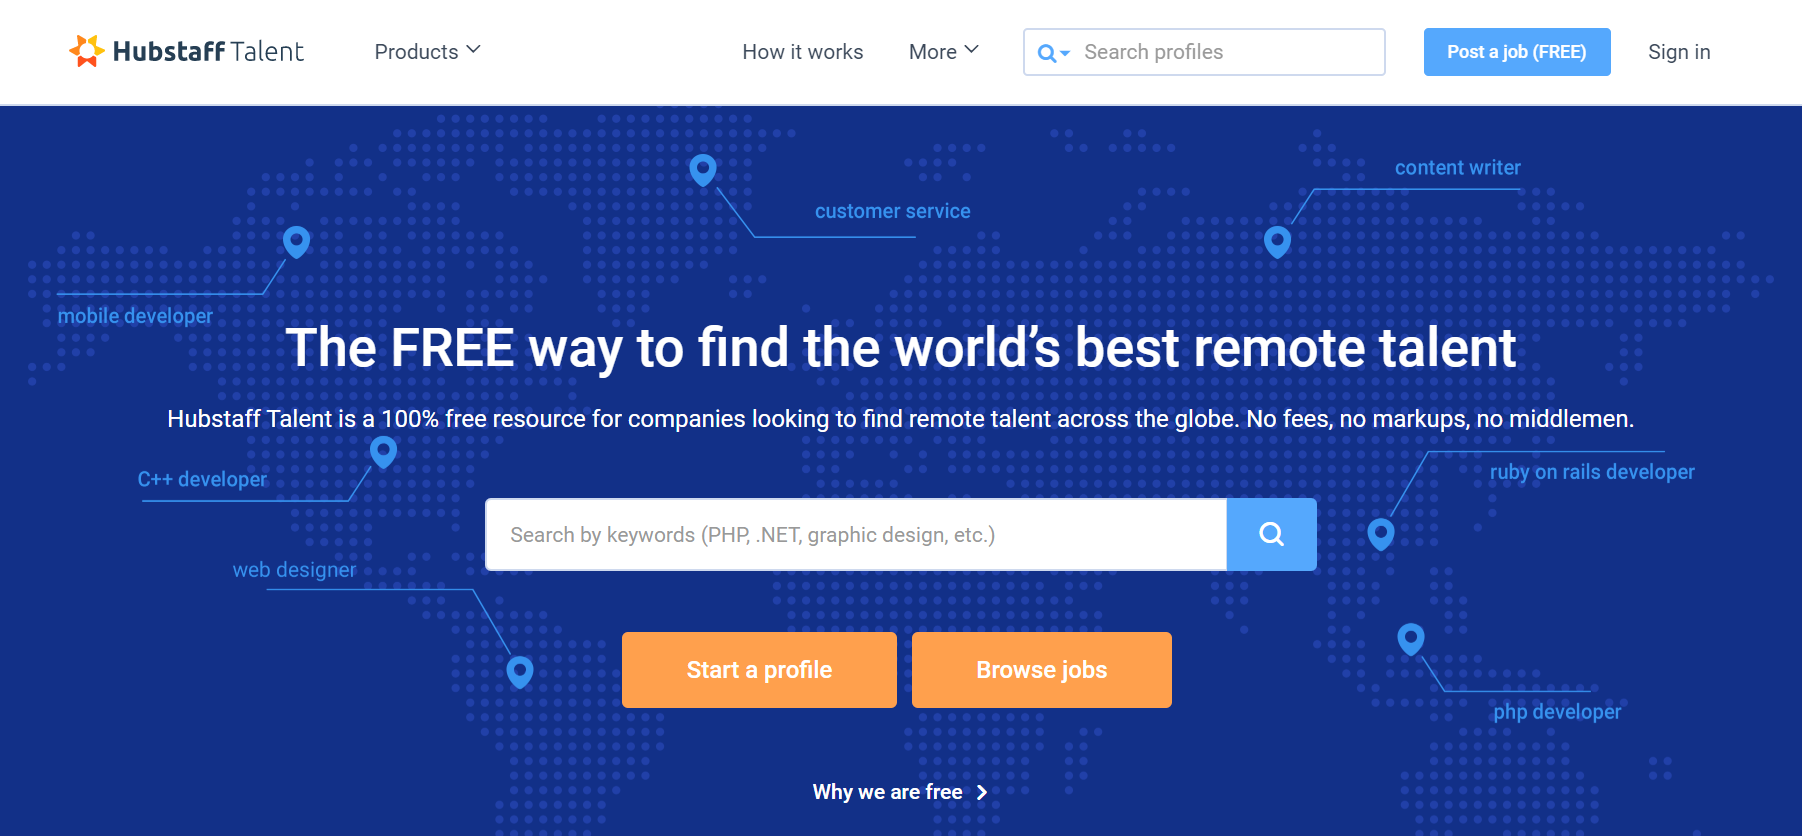 Hubstaff Talent
Products
How it works
More
Search profiles
Post a job (FREE)
Sign in
content writer
customer service
mobile developer
The FREE way to find the world’s best remote talent
Hubstaff Talent is a 100% free resource for companies looking to find remote talent across the globe. No fees, no markups, no middlemen.
C++ developer
ruby on rails developer
Search by keywords (PHP, .NET, graphic design, etc.)
web designer
Start a profile
Browse jobs
php developer
Why we are free